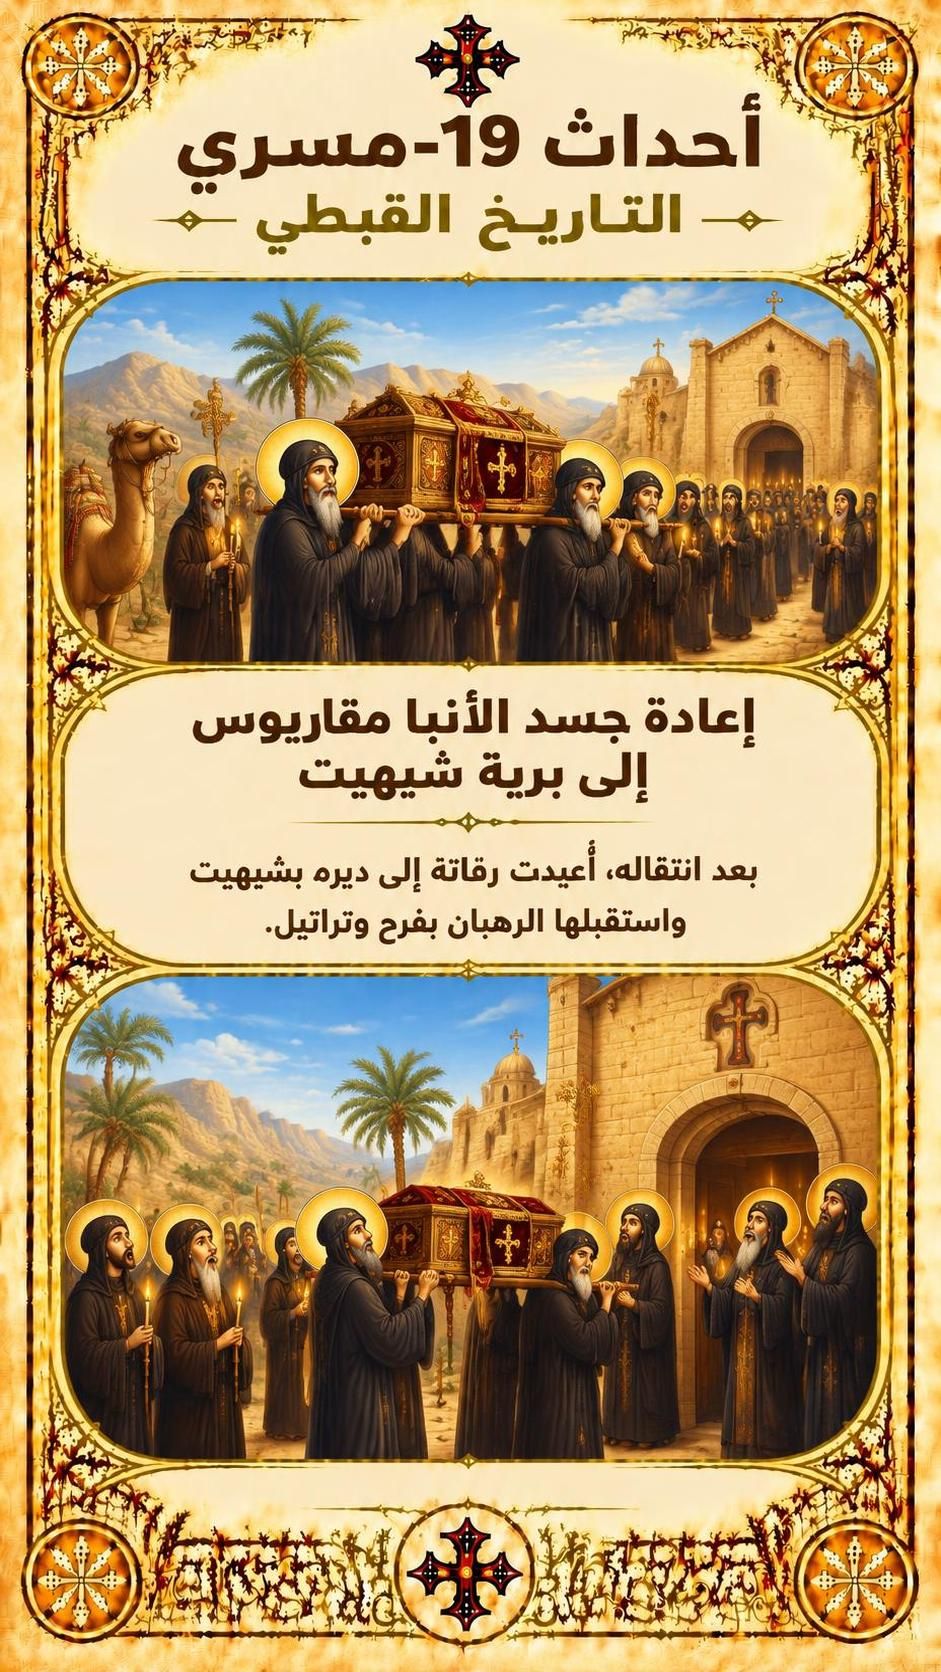 أحداث 19-مسري
التاريخ القبطي
إعادة جسد الأنبا مقاريوس
إلى برية شيهيت
بعد انتقاله، أُعيدت رقاتة إلى ديره بشيهيت
واستقبلها الرهبان بفرح وتراتيل.